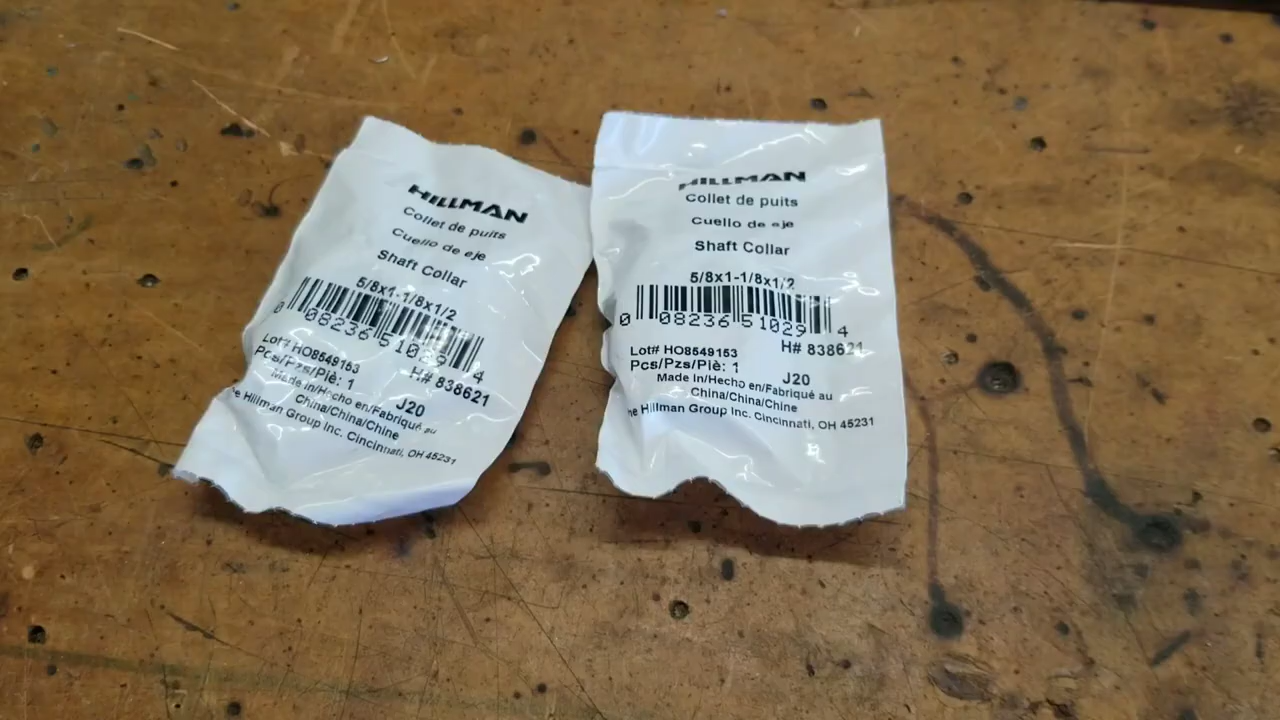 HILLMAN
Collet de puits
Cuello de eje
Shaft Collar
5/8x1-1/8x1/2
0 08236 51029 4
H# 838621
Lot# HO8549153
Pcs/Pzs/Piè: 1
J20
Made In/Hecho en/Fabriqué au
China/China/Chine
he Hillman Group Inc. Cincinnati, OH 45231
HILLMAN
Collet de puits
Cuello de eje
Shaft Collar
5/8x1-1/8x1/2
0 08236 51029 4
H# 838621
Lot# HO8549153
Pcs/Pzs/Piè: 1
J20
Made In/Hecho en/Fabriqué au
China/China/Chine
he Hillman Group Inc. Cincinnati, OH 45231